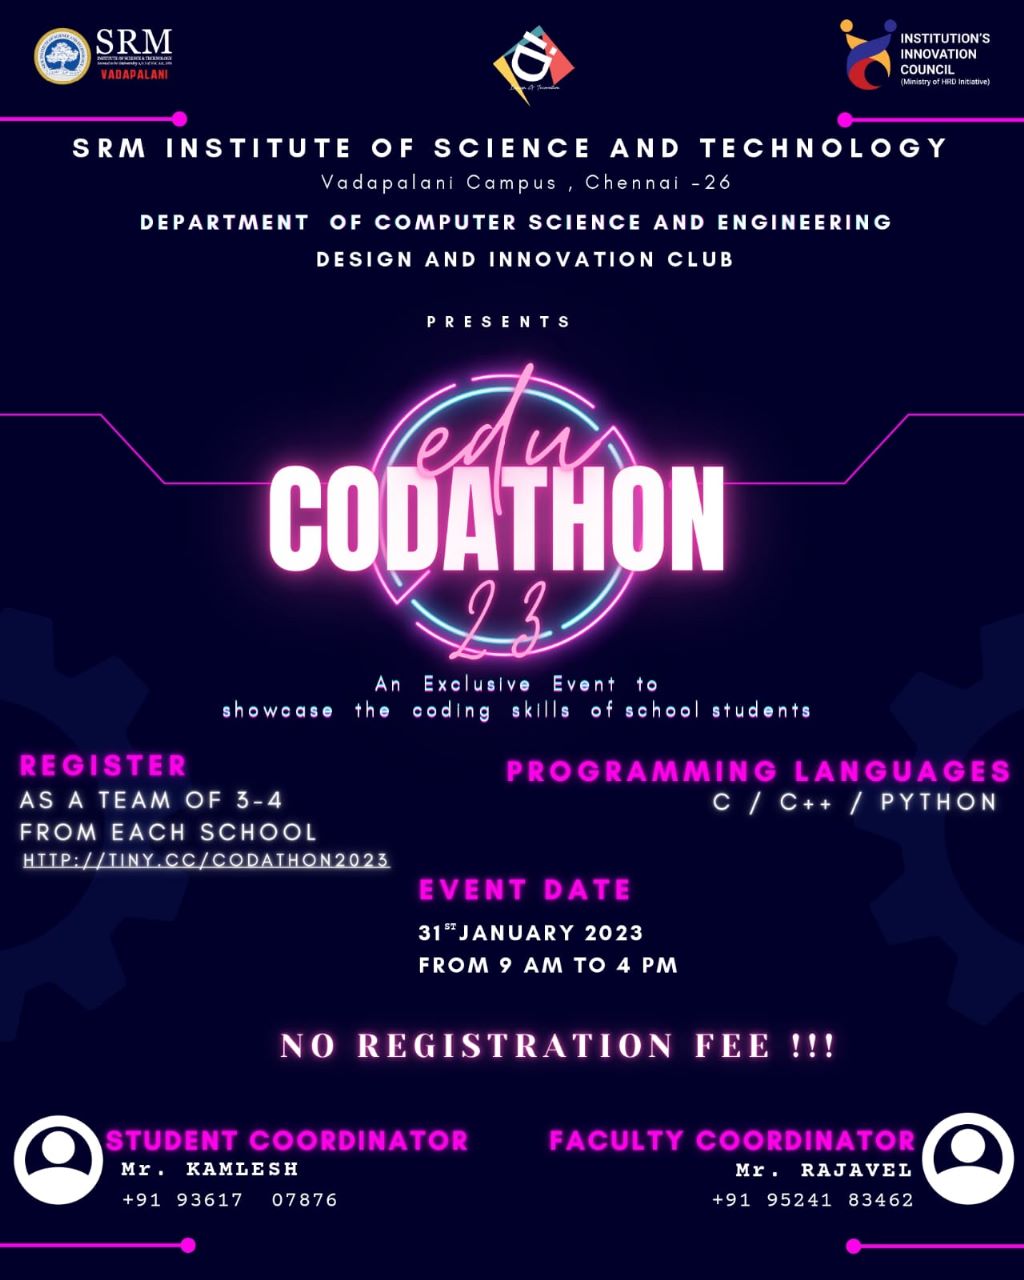 SRM
INSTITUTE OF SCIENCE & TECHNOLOGY
VADAPALANI
INSTITUTION'S
INNOVATION
COUNCIL
(Ministry of HRD Initiative)
SRM INSTITUTE OF SCIENCE AND TECHNOLOGY
Vadapalani Campus , Chennai -26
DEPARTMENT OF COMPUTER SCIENCE AND ENGINEERING
DESIGN AND INNOVATION CLUB
PRESENTS
edu
CODATHON
23
An Exclusive Event to
showcase the coding skills of school students
REGISTER
AS A TEAM OF 3-4
FROM EACH SCHOOL
HTTP://TINY.CC/CODATHON2023
PROGRAMMING LANGUAGES
C / C++ / PYTHON
EVENT DATE
31ST JANUARY 2023
FROM 9 AM TO 4 PM
NO REGISTRATION FEE !!!
STUDENT COORDINATOR
Mr. KAMLESH
+91 93617 07876
FACULTY COORDINATOR
Mr. RAJAVEL
+91 95241 83462